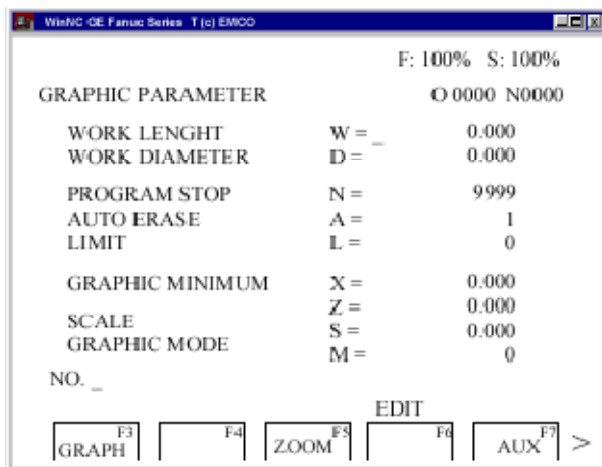 WinNC -GE Fanuc Series T (c) EMCO
F: 100% S: 100%
GRAPHIC PARAMETER O 0000 N0000
WORK LENGHT W = _ 0.000
WORK DIAMETER D = 0.000
PROGRAM STOP N = 9999
AUTO ERASE A = 1
LIMIT L = 0
GRAPHIC MINIMUM X = 0.000
Z = 0.000
SCALE S = 0.000
GRAPHIC MODE M = 0
NO. _
EDIT
F3 F4 F5 F6 F7
GRAPH ZOOM AUX >